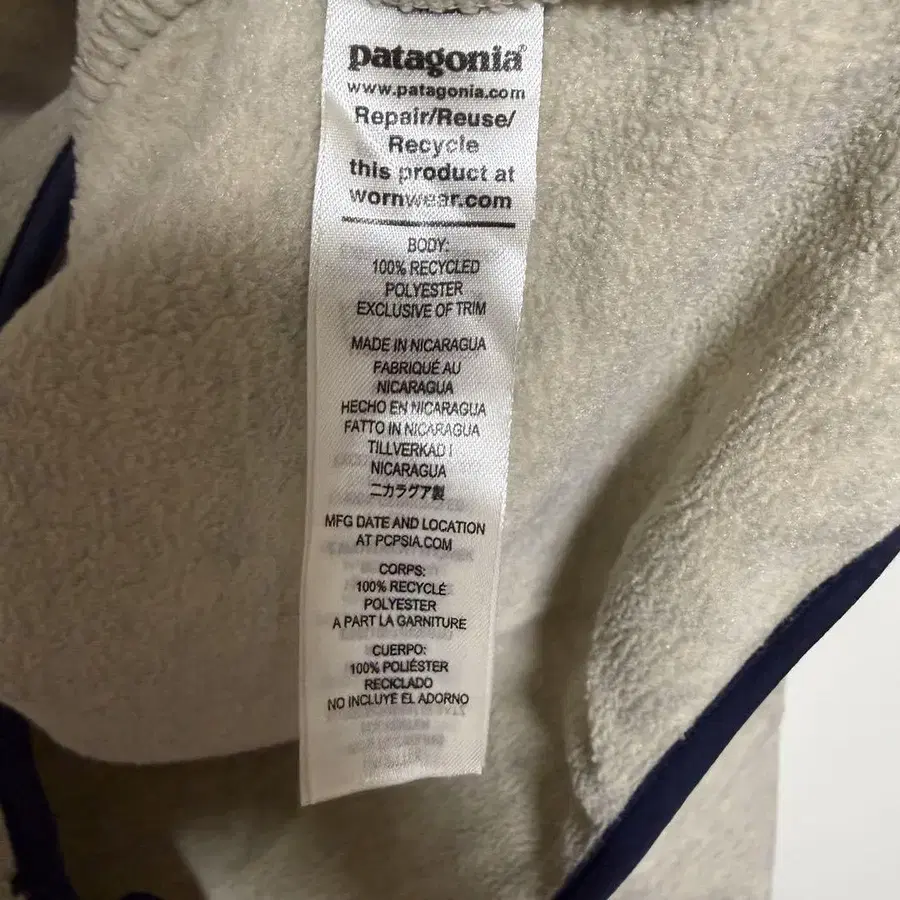 patagonia®
www.patagonia.com
Repair/Reuse/
Recycle
this product at
wornwear.com
BODY:
100% RECYCLED
POLYESTER
EXCLUSIVE OF TRIM
MADE IN NICARAGUA
FABRIQUÉ AU
NICARAGUA
HECHO EN NICARAGUA
FATTO IN NICARAGUA
TILLVERKAD I
NICARAGUA
ニカラグア製
MFG DATE AND LOCATION
AT PCPSIA.COM
CORPS:
100% RECYCLÉ
POLYESTER
A PART LA GARNITURE
CUERPO:
100% POLIÉSTER
RECICLADO
NO INCLUYE EL ADORNO